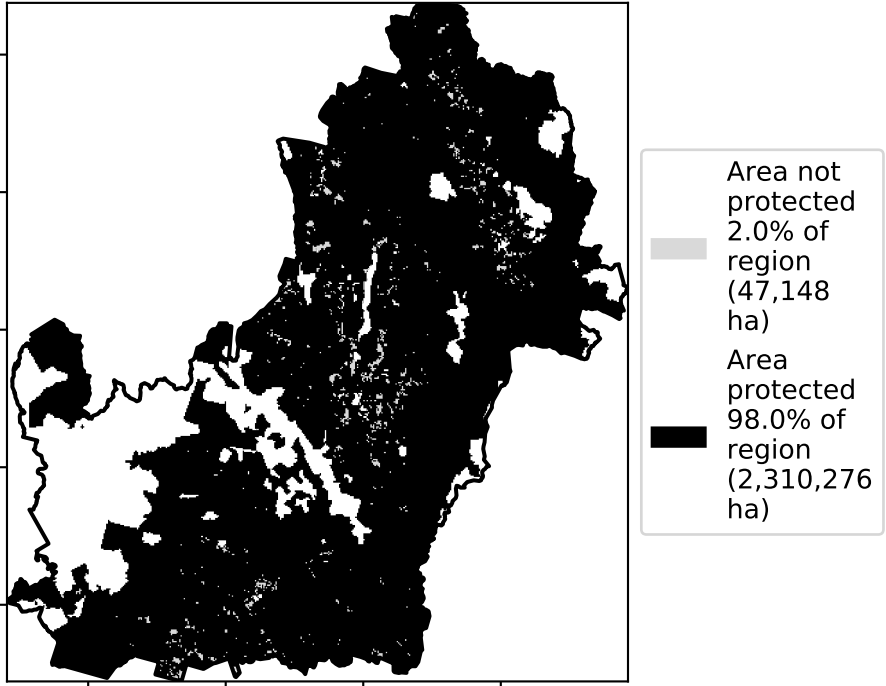 Area not
protected
2.0% of
region
(47,148
ha)
Area
protected
98.0% of
region
(2,310,276
ha)